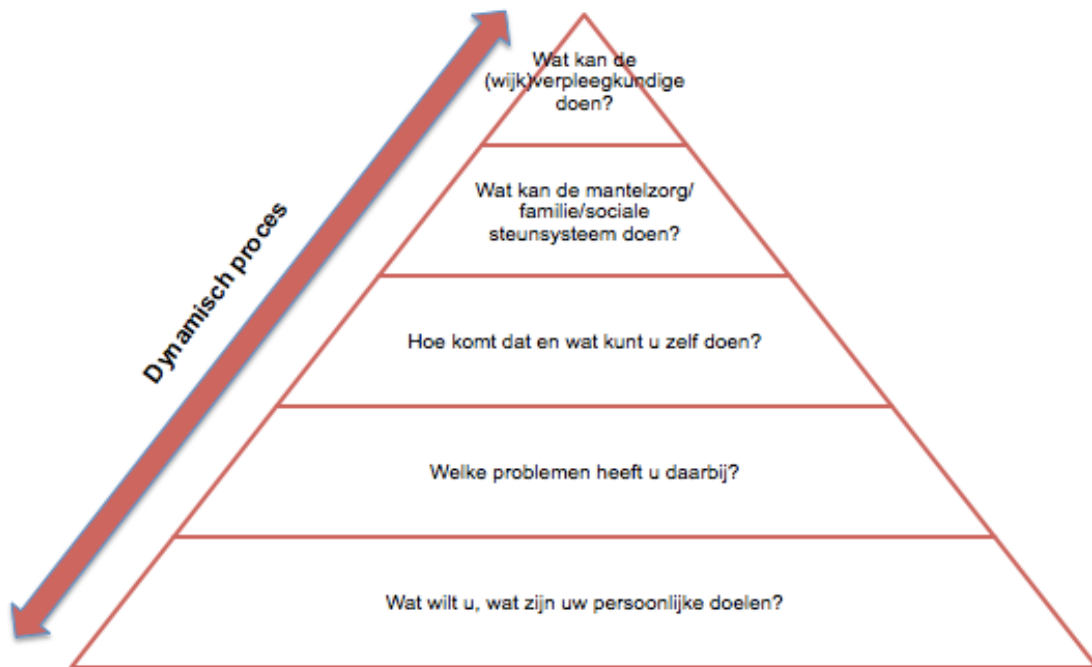 Wat kan de
(wijk)verpleegkundige
doen?
Wat kan de mantelzorg/
familie/sociale
steunsysteem doen?
Dynamisch proces
Hoe komt dat en wat kunt u zelf doen?
Welke problemen heeft u daarbij?
Wat wilt u, wat zijn uw persoonlijke doelen?